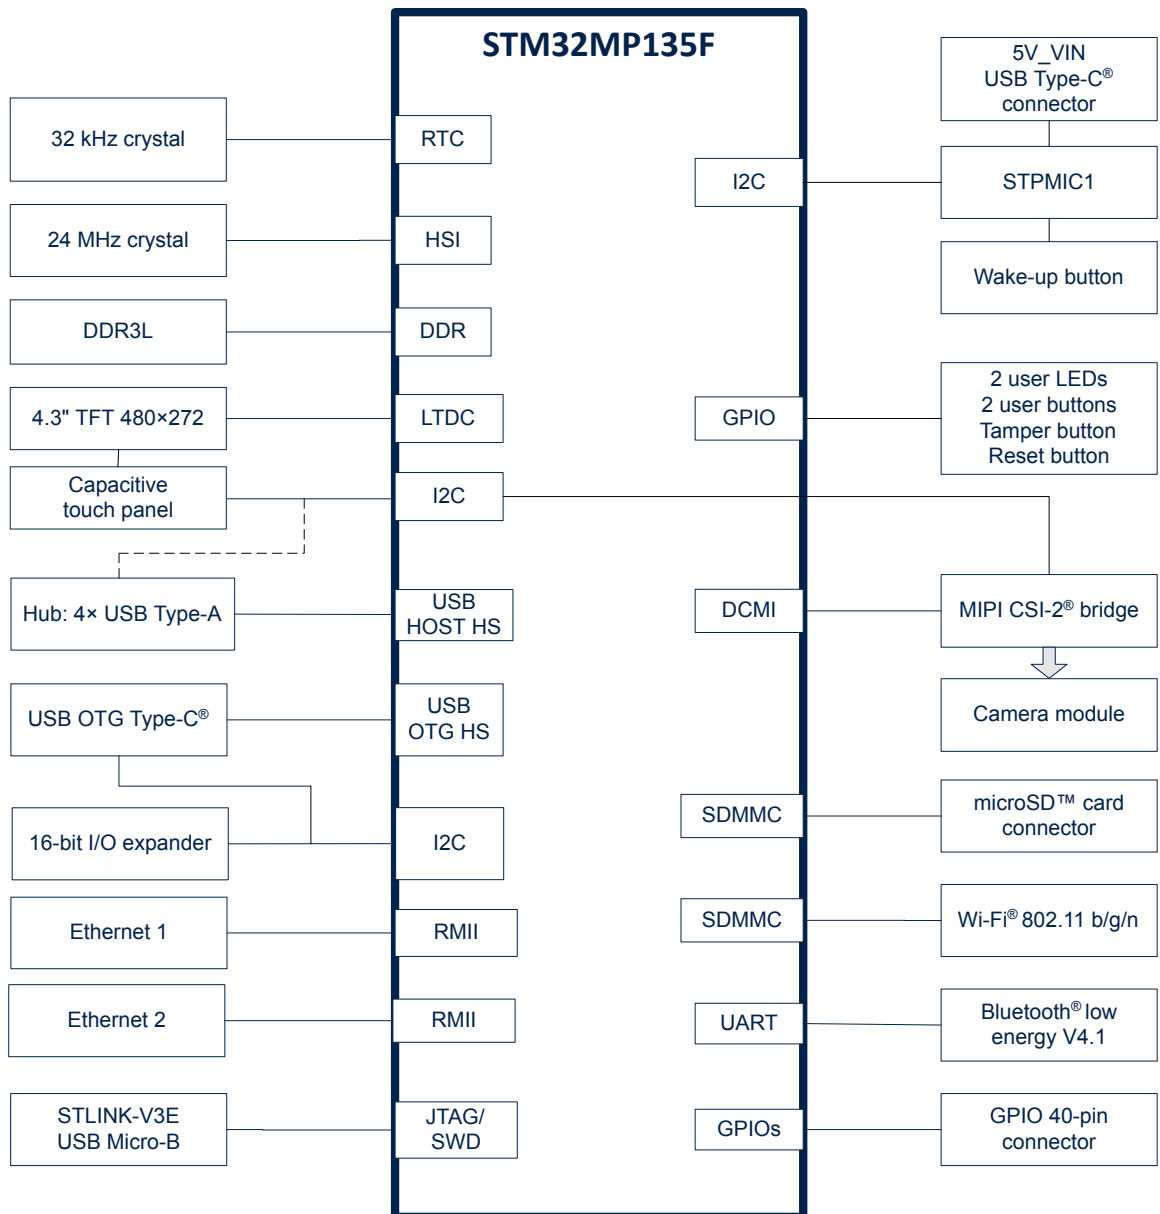 STM32MP135F
32 kHz crystal
RTC
24 MHz crystal
HSI
DDR3L
DDR
4.3" TFT 480×272
LTDC
Capacitive
touch panel
I2C
Hub: 4× USB Type-A
USB
HOST HS
USB OTG Type-C®
USB
OTG HS
16-bit I/O expander
I2C
Ethernet 1
RMII
Ethernet 2
RMII
STLINK-V3E
USB Micro-B
JTAG/
SWD
5V_VIN
USB Type-C®
connector
I2C
STPMIC1
Wake-up button
GPIO
2 user LEDs
2 user buttons
Tamper button
Reset button
DCMI
MIPI CSI-2® bridge
Camera module
SDMMC
microSD™ card
connector
SDMMC
Wi-Fi® 802.11 b/g/n
UART
Bluetooth® low
energy V4.1
GPIOs
GPIO 40-pin
connector